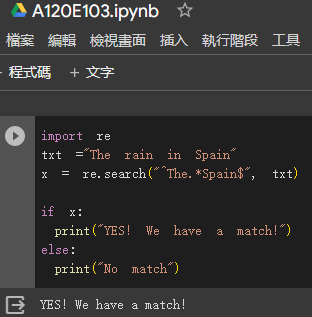 A120E103.ipynb
檔案 編輯 檢視畫面 插入 執行階段 工具
+ 程式碼 + 文字
import re
txt ="The rain in Spain"
x = re.search("^The.*Spain$", txt)
if x:
print("YES! We have a match!")
else:
print("No match")
YES! We have a match!